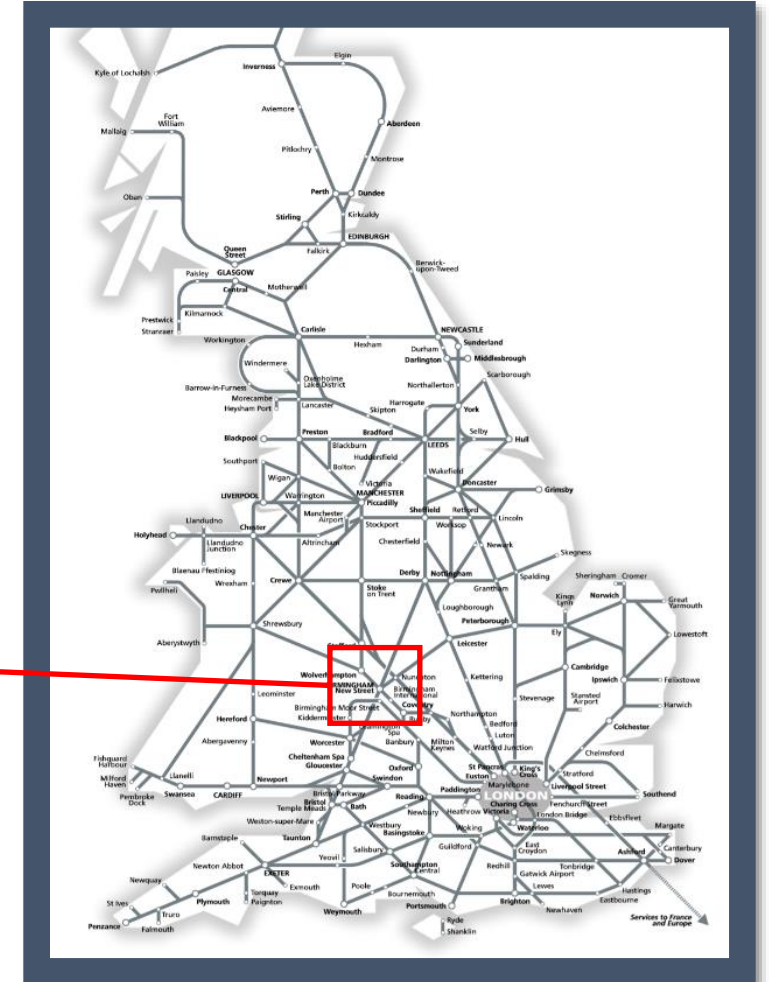 Elgin
Inverness
Kyle of Lochalsh
Aviemore
Fort
William
Mallaig
Aberdeen
Pitlochry
Montrose
Perth
Dundee
Oban
Stirling
Kirkcaldy
EDINBURGH
Queen
Street
Falkirk
Berwick-
upon-Tweed
Paisley
GLASGOW
Central
Motherwell
Prestwick
Kilmarnock
Stranraer
Carlisle
NEWCASTLE
Sunderland
Workington
Hexham
Durham
Darlington
Middlesbrough
Windermere
Scarborough
Oxenholme
Lake District
Barrow-in-Furness
Northallerton
Morecambe
Heysham Port
Lancaster
Harrogate
Skipton
York
Blackpool
Preston
Bradford
Selby
Hull
Blackburn
LEEDS
Southport
Huddersfield
Bolton
Wakefield
Wigan
Victoria
Doncaster
LIVERPOOL
Warrington
MANCHESTER
Piccadilly
Grimsby
Manchester
Airport
Sheffield
Retford
Llandudno
Stockport
Worksop
Lincoln
Holyhead
Chester
Llandudno
Junction
Altrincham
Chesterfield
Newark
Skegness
Blaenau Ffestiniog
Pwllheli
Wrexham
Crewe
Stoke
on Trent
Derby
Nottingham
Grantham
Spalding
Sheringham
Cromer
Kings
Lynn
Norwich
Great
Yarmouth
Loughborough
Peterborough
Aberystwyth
Shrewsbury
Ely
Lowestoft
Stafford
Leicester
Wolverhampton
Nuneaton
Kettering
Cambridge
Ipswich
Felixstowe
New Street
Birmingham
International
Leominster
Birmingham Moor Street
Coventry
Stevenage
Stansted
Airport
Harwich
Kidderminster
Rugby
Northampton
Hereford
Bedford
Colchester
Leamington
Spa
Luton
Abergavenny
Worcester
Banbury
Milton
Keynes
Watford Junction
Chelmsford
Fishguard
Harbour
Cheltenham Spa
Gloucester
Oxford
St Pancras
King's
Cross
Euston
Stratford
Milford
Haven
Llanelli
Newport
Swindon
Marylebone
Liverpool Street
Pembroke
Dock
Swansea
CARDIFF
Bristol Parkway
Reading
Paddington
LONDON
Southend
Bristol
Temple Meads
Bath
Newbury
Heathrow
Victoria
Charing Cross
Fenchurch Street
London Bridge
Ebbsfleet
Weston-super-Mare
Westbury
Basingstoke
Woking
Waterloo
Margate
Barnstaple
Taunton
Salisbury
Guildford
East
Croydon
Canterbury
Yeovil
Ashford
Dover
Newton Abbot
EXETER
Southampton
Central
Redhill
Tonbridge
Gatwick Airport
Newquay
Exmouth
Poole
Lewes
Hastings
Torquay
Paignton
Bournemouth
Eastbourne
St Ives
Plymouth
Weymouth
Portsmouth
Brighton
Newhaven
Truro
Penzance
Falmouth
Ryde
Shanklin
Services to France
and Europe